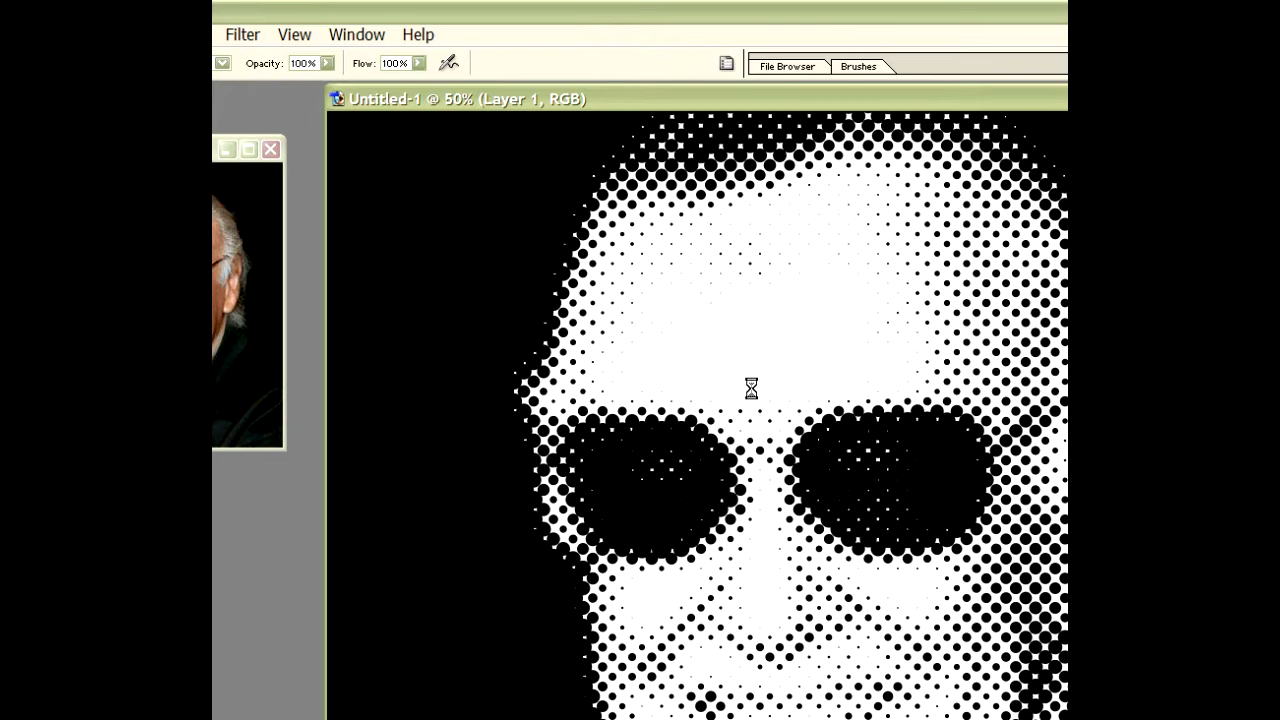 Filter View Window Help
Opacity: 100% Flow: 100% File Browser Brushes
Untitled-1 @ 50% (Layer 1, RGB)